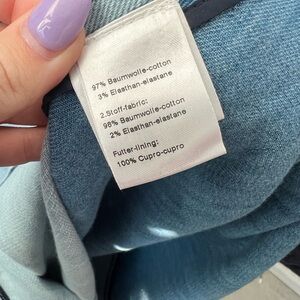 97% Baumwolle-cotton
3% Elasthan-elastane
2.Stoff-fabric:
98% Baumwolle-cotton
2% Elasthan-elastane
Futter-lining:
100% Cupro-cupro